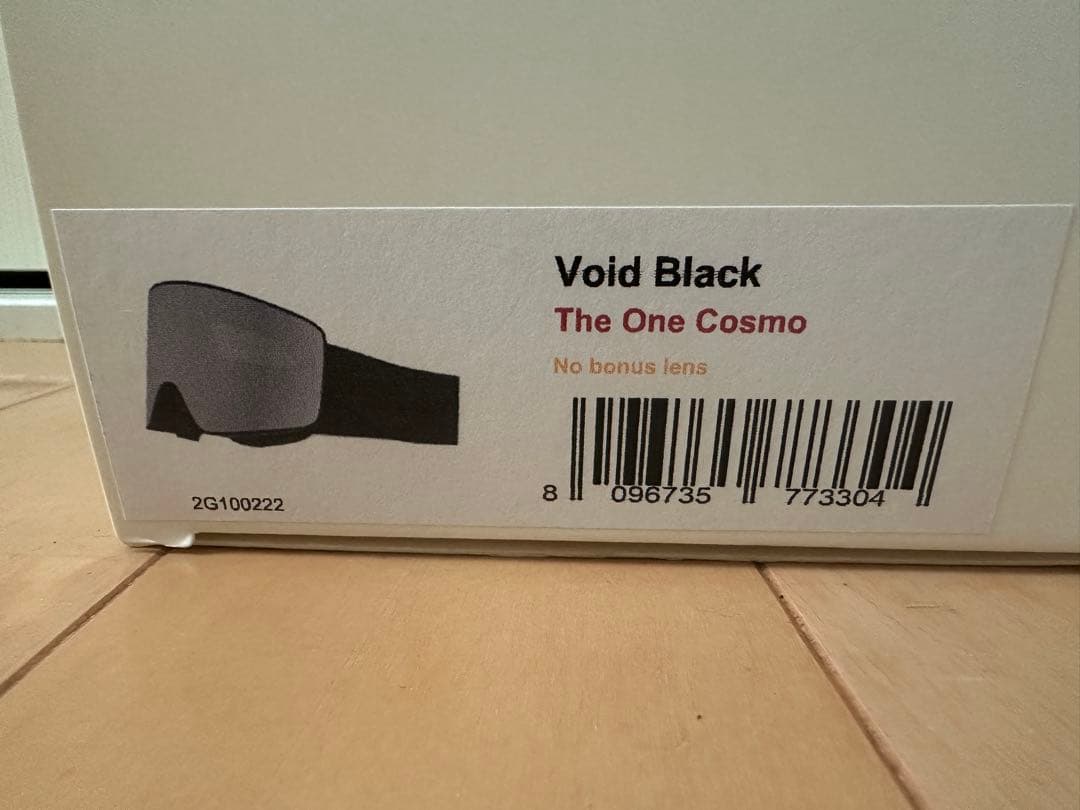 Void Black
The One Cosmo
No bonus lens
8 096735 773304
2G100222